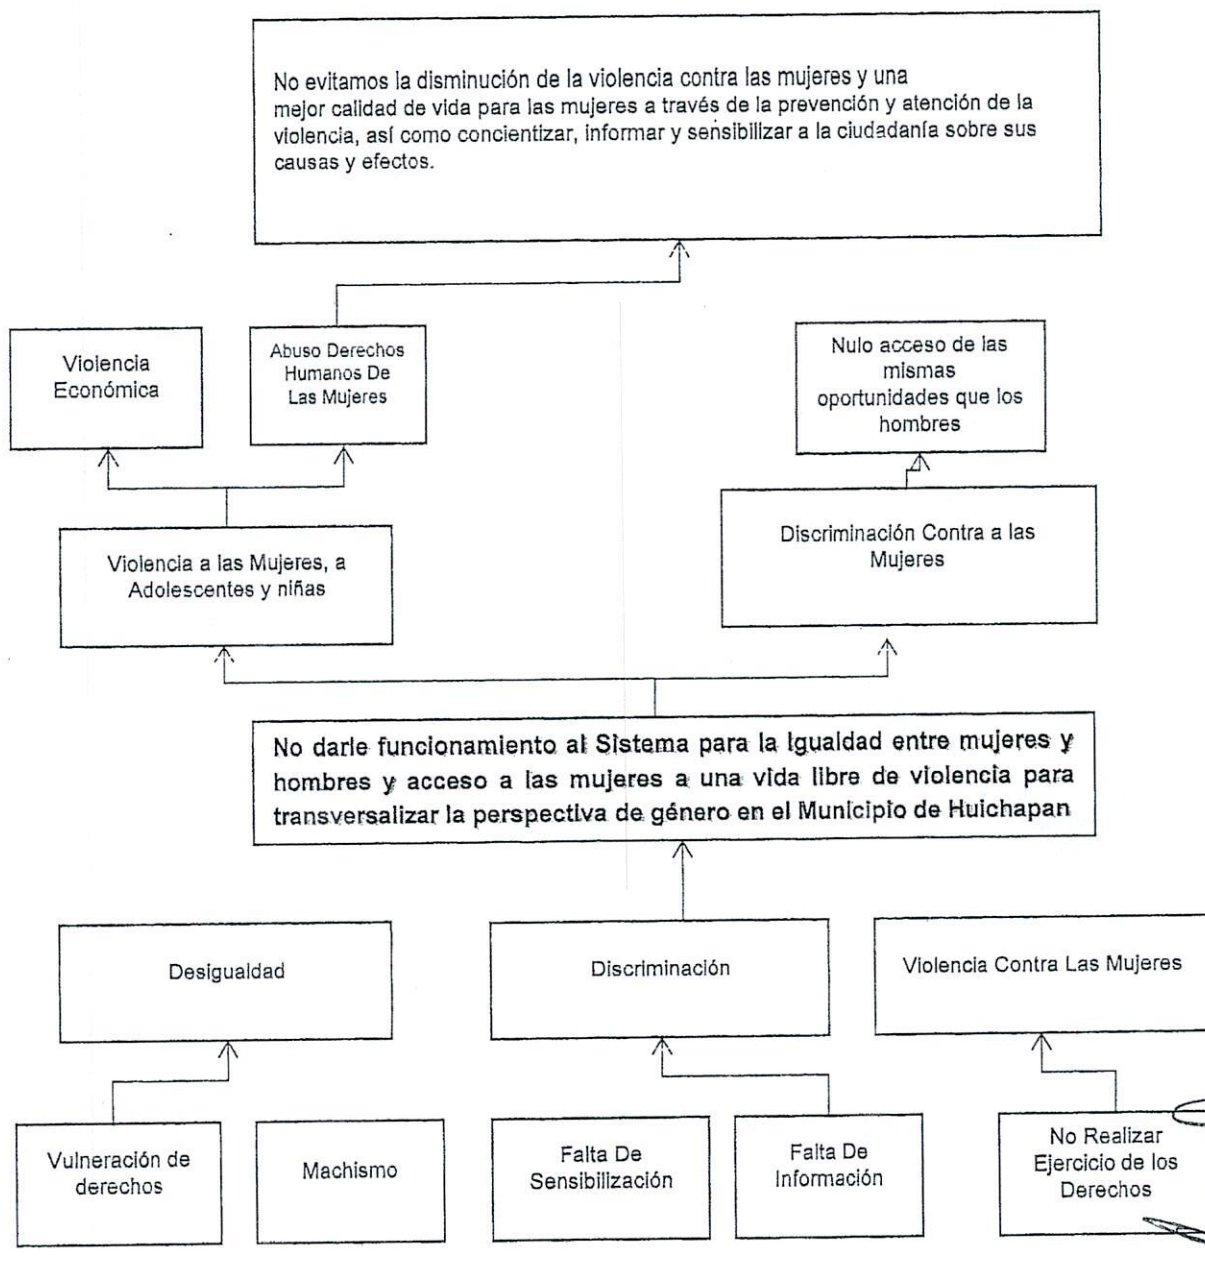 No evitamos la disminución de la violencia contra las mujeres y una
mejor calidad de vida para las mujeres a través de la prevención y atención de la
violencia, así como concientizar, informar y sensibilizar a la ciudadanía sobre sus
causas y efectos.
Violencia
Económica
Abuso Derechos
Humanos De
Las Mujeres
Nulo acceso de las
mismas
oportunidades que los
hombres
Violencia a las Mujeres, a
Adolescentes y niñas
Discriminación Contra a las
Mujeres
No darle funcionamiento al Sistema para la Igualdad entre mujeres y
hombres y acceso a las mujeres a una vida libre de violencia para
transversalizar la perspectiva de género en el Municipio de Huichapan
Desigualdad
Discriminación
Violencia Contra Las Mujeres
Vulneración de
derechos
Machismo
Falta De
Sensibilización
Falta De
Información
No Realizar
Ejercicio de los
Derechos